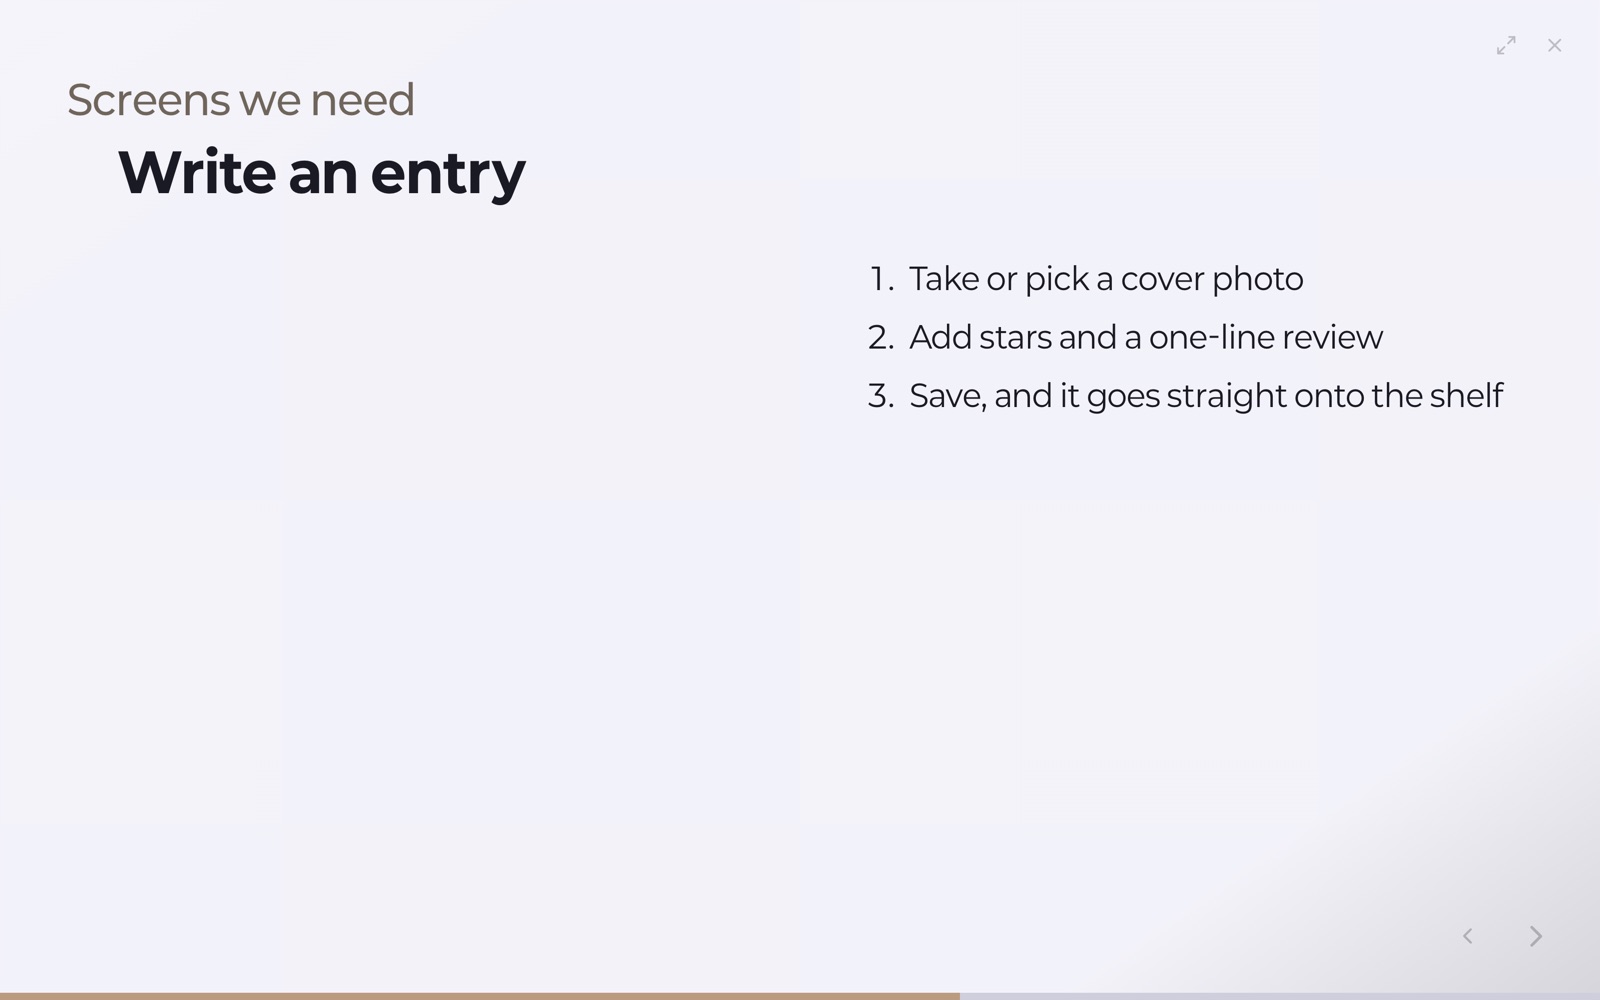 Screens we need
Write an entry
1. Take or pick a cover photo
2. Add stars and a one-line review
3. Save, and it goes straight onto the shelf